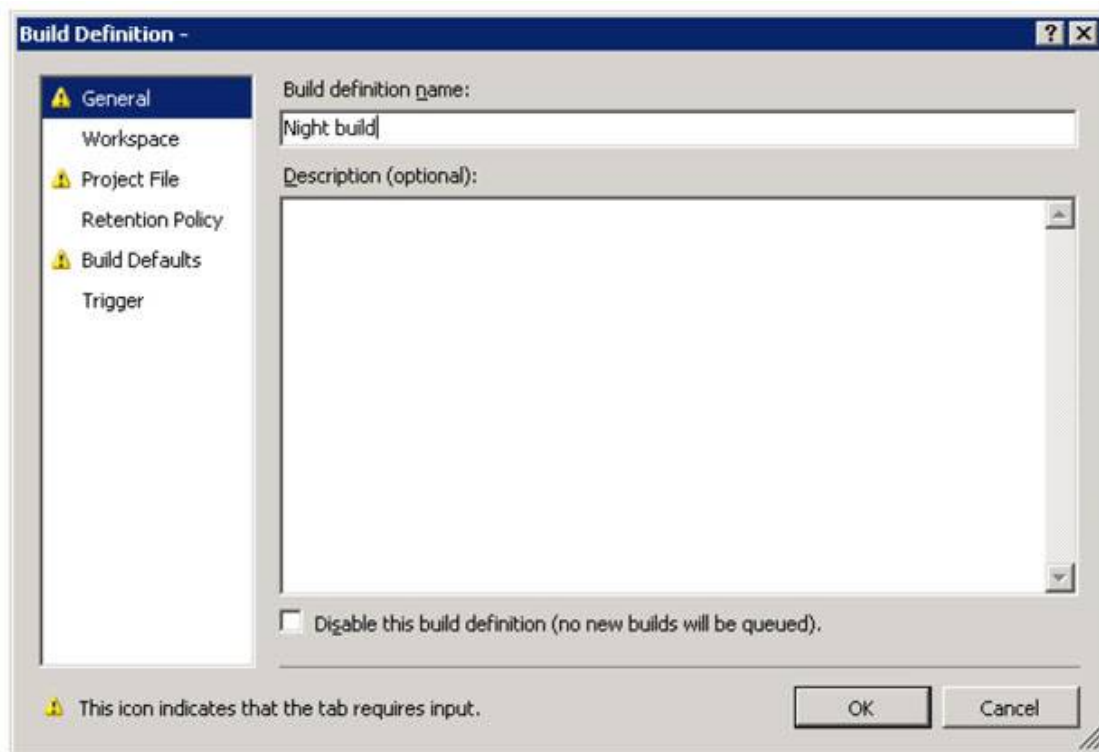 Build Definition -
General
Workspace
Project File
Retention Policy
Build Defaults
Trigger
Build definition name:
Night build
Description (optional):
Disable this build definition (no new builds will be queued).
This icon indicates that the tab requires input.
OK
Cancel